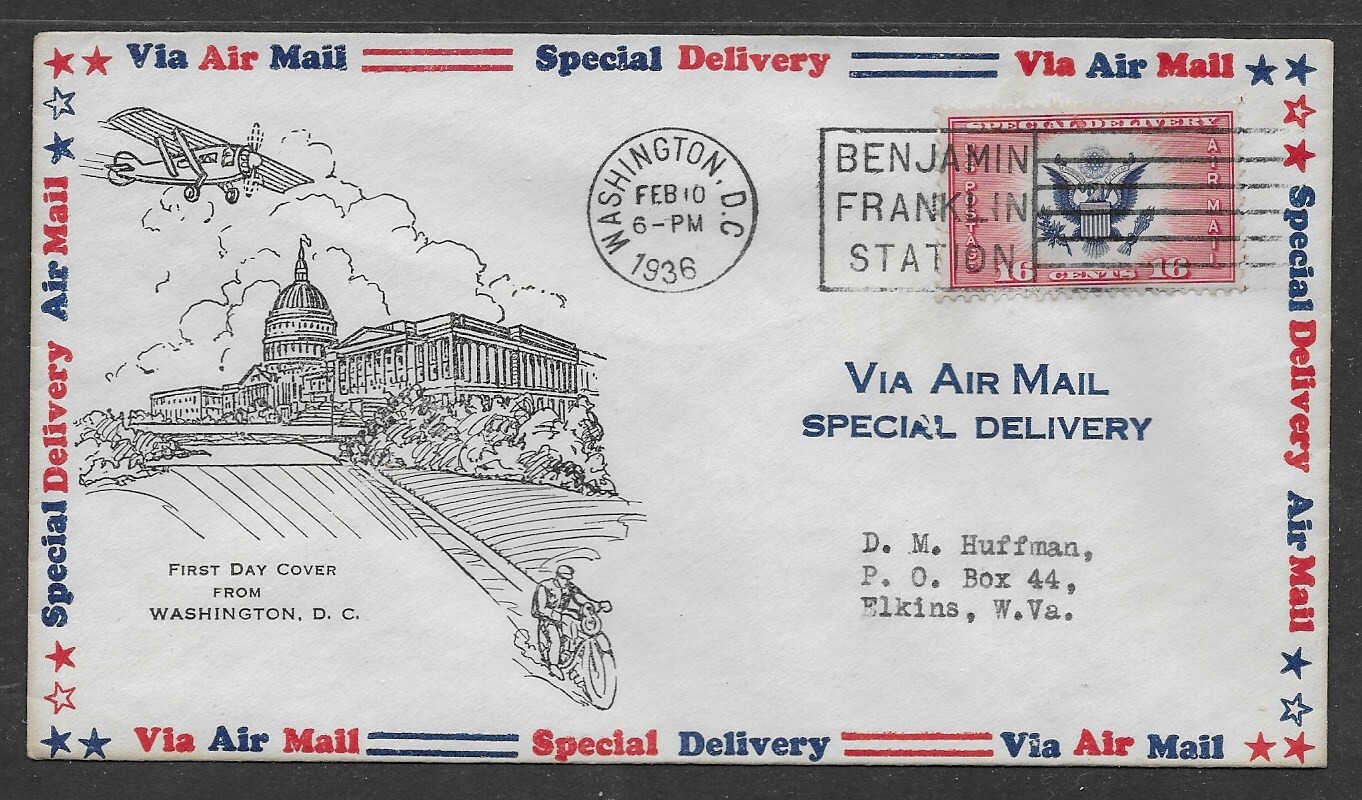 Via Air Mail Special Delivery Via Air Mail
Special Delivery Air Mail
WASHINGTON, D.C
FEB 10
6-PM
1936
BENJAMIN
FRANKLIN
STATION
SPECIAL DELIVERY
U.S. POSTAGE
AIR MAIL
16 CENTS 16
VIA AIR MAIL
SPECIAL DELIVERY
D. M. Huffman,
P. O. Box 44,
Elkins, W.Va.
FIRST DAY COVER
FROM
WASHINGTON, D. C.
Special Delivery Air Mail
Via Air Mail Special Delivery Via Air Mail